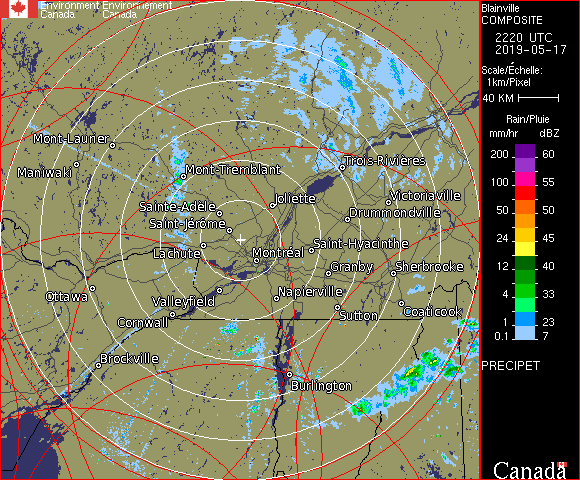 Environment Environnement
Canada Canada
Blainville
COMPOSITE
2220 UTC
2019-05-17
Scale/Échelle:
1km/Pixel
40 KM
Rain/Pluie
mm/hr dBZ
200 60
100 55
50 50
24 45
12 40
4 33
1 23
0.1 7
PRECIPET
Canada
Mont-Laurier
Maniwaki
Mont-Tremblant
Trois-Rivières
Sainte-Adèle
Joliette
Victoriaville
Drummondville
Saint-Jérôme
Lachute
Montréal
Saint-Hyacinthe
Granby
Sherbrooke
Ottawa
Valleyfield
Napierville
Cornwall
Sutton
Coaticook
Brockville
Burlington